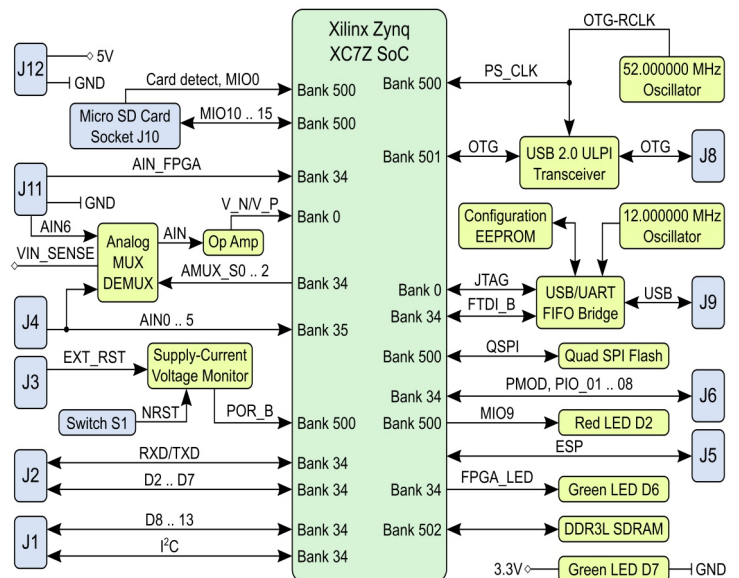 Xilinx Zynq
XC7Z SoC
J12
5V
GND
Card detect, MIO0
Bank 500
Micro SD Card
Socket J10
MIO10 .. 15
Bank 500
J11
AIN_FPGA
Bank 34
GND
AIN6
V_N/V_P
Bank 0
VIN_SENSE
Analog
MUX
DEMUX
AIN
Op Amp
AMUX_S0 .. 2
Bank 34
J4
AIN0 .. 5
Bank 35
J3
EXT_RST
Supply-Current
Voltage Monitor
Switch S1
NRST
POR_B
Bank 500
J2
RXD/TXD
Bank 34
D2 .. D7
Bank 34
J1
D8 .. 13
Bank 34
I²C
Bank 34
OTG-RCLK
Bank 500
PS_CLK
52.000000 MHz
Oscillator
Bank 501
OTG
USB 2.0 ULPI
Transceiver
OTG
J8
Configuration
EEPROM
12.000000 MHz
Oscillator
Bank 0
JTAG
Bank 34
FTDI_B
USB/UART
FIFO Bridge
USB
J9
Bank 500
QSPI
Quad SPI Flash
Bank 34
PMOD, PIO_01 .. 08
J6
Bank 500
MIO9
Red LED D2
ESP
J5
Bank 34
FPGA_LED
Green LED D6
Bank 502
DDR3L SDRAM
3.3V
Green LED D7
GND